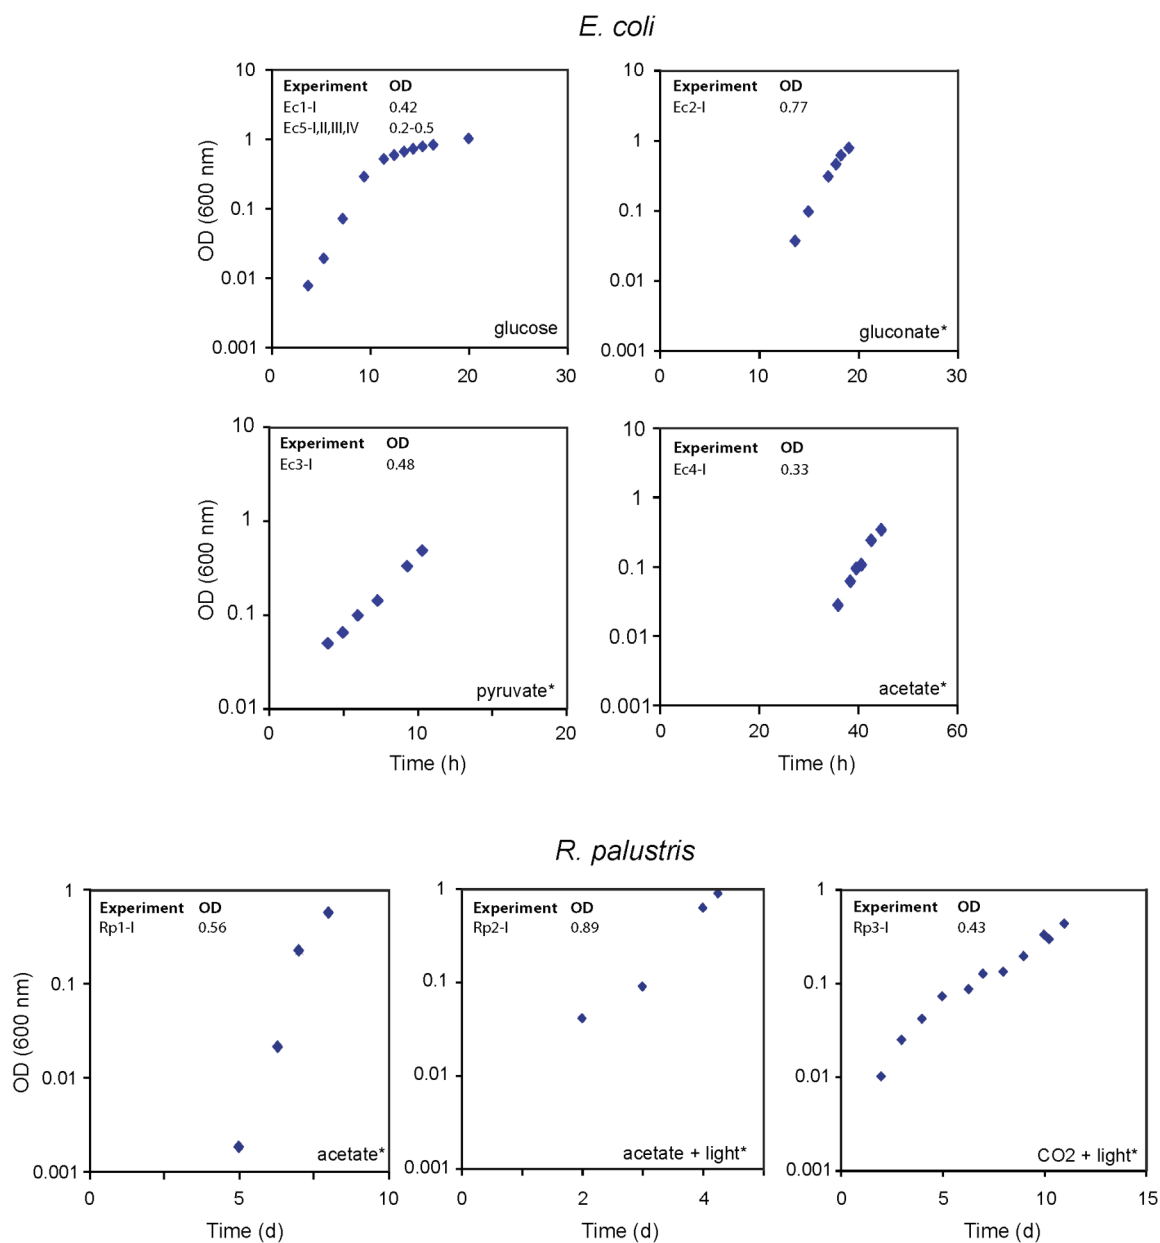 E. coli
Experiment OD
Ec1-I 0.42
Ec5-I,II,III,IV 0.2-0.5
OD (600 nm)
10
1
0.1
0.01
0.001
glucose
0 10 20 30
Experiment OD
Ec2-I 0.77
10
1
0.1
0.01
0.001
gluconate*
0 10 20 30
Experiment OD
Ec3-I 0.48
OD (600 nm)
10
1
0.1
0.01
pyruvate*
0 10 20
Time (h)
Experiment OD
Ec4-I 0.33
10
1
0.1
0.01
0.001
acetate*
0 20 40 60
Time (h)
R. palustris
Experiment OD
Rp1-I 0.56
OD (600 nm)
1
0.1
0.01
0.001
acetate*
0 5 10
Time (d)
Experiment OD
Rp2-I 0.89
1
0.1
0.01
0.001
acetate + light*
0 2 4
Time (d)
Experiment OD
Rp3-I 0.43
1
0.1
0.01
0.001
CO2 + light*
0 5 10 15
Time (d)